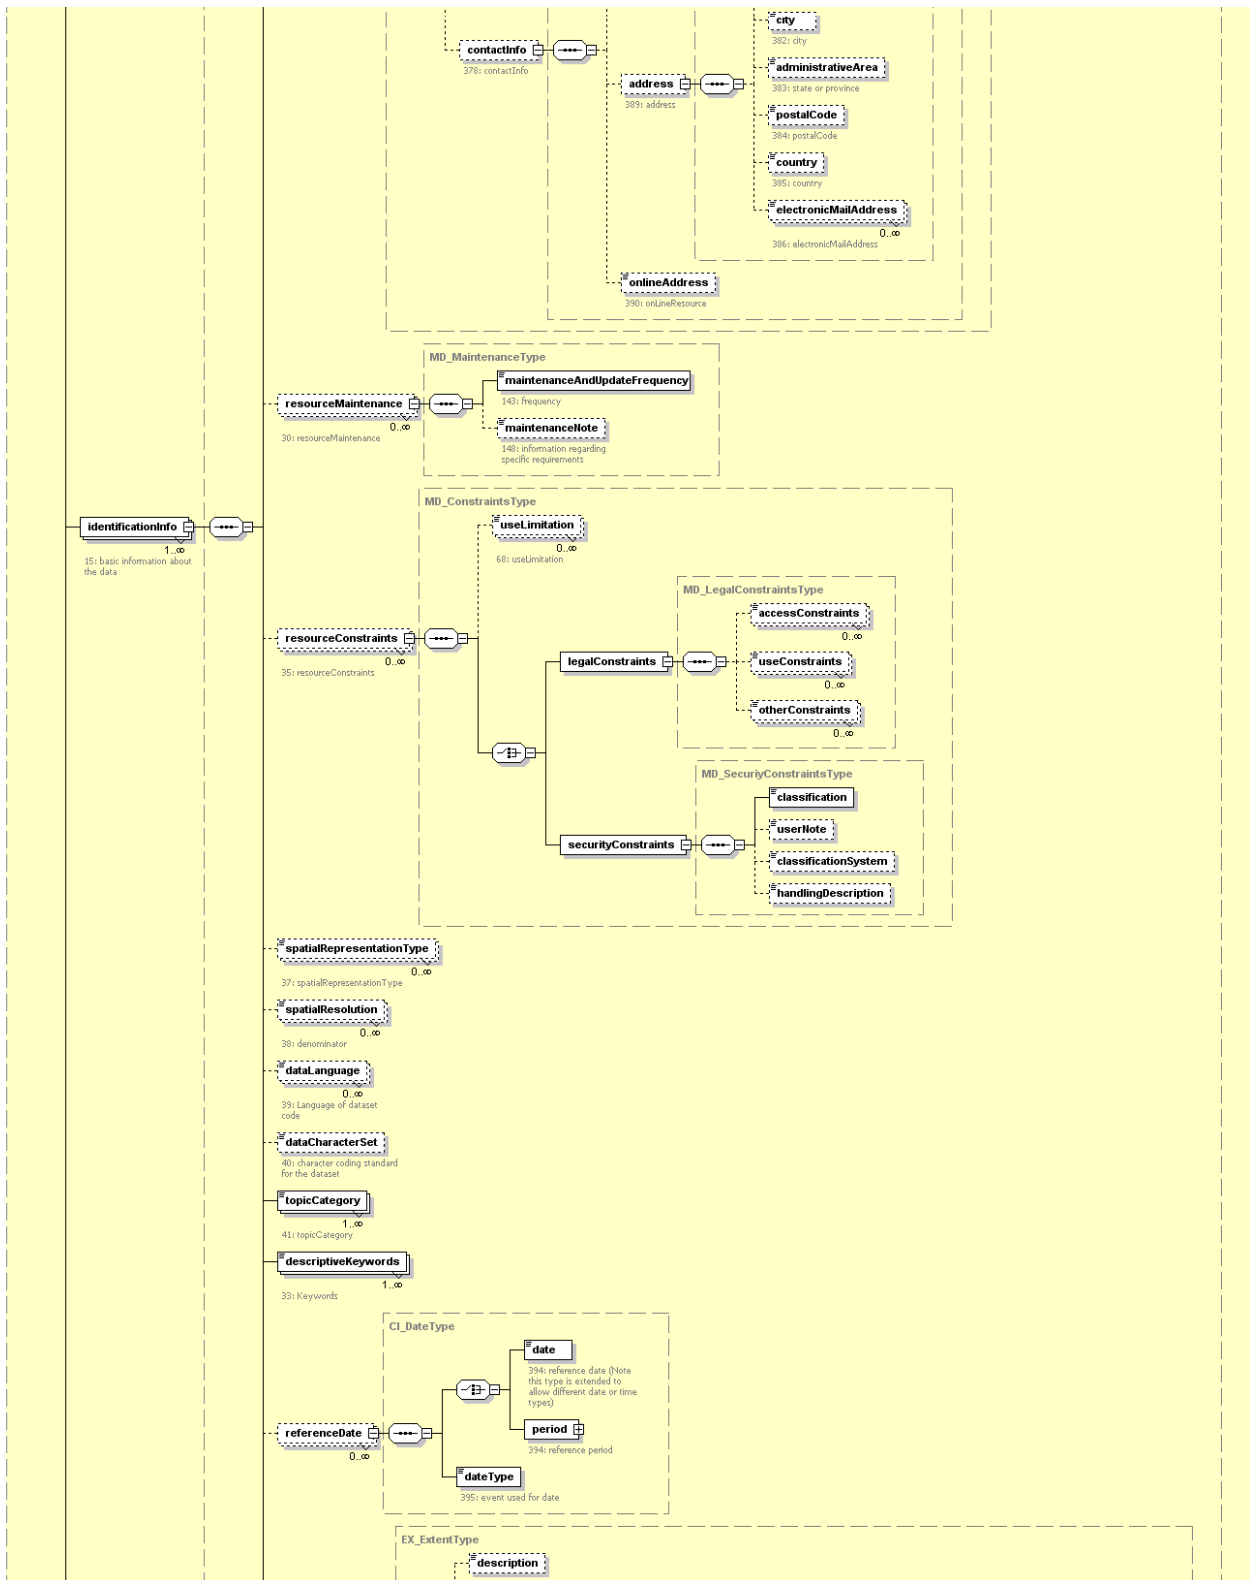 city
382: city
contactInfo
378: contactInfo
administrativeArea
383: state or province
address
389: address
postalCode
384: postalCode
country
385: country
electronicMailAddress
0..∞
386: electronicMailAddress
onlineAddress
390: onLineResource
MD_MaintenanceType
maintenanceAndUpdateFrequency
143: frequency
resourceMaintenance
0..∞
30: resourceMaintenance
maintenanceNote
148: information regarding
specific requirements
MD_ConstraintsType
identificationInfo
1..∞
15: basic information about
the data
useLimitation
0..∞
68: useLimitation
MD_LegalConstraintsType
accessConstraints
0..∞
resourceConstraints
0..∞
35: resourceConstraints
legalConstraints
useConstraints
0..∞
otherConstraints
0..∞
MD_SecuriyConstraintsType
classification
userNote
securityConstraints
classificationSystem
handlingDescription
spatialRepresentationType
0..∞
37: spatialRepresentationType
spatialResolution
0..∞
38: denominator
dataLanguage
0..∞
39: Language of dataset
code
dataCharacterSet
40: character coding standard
for the dataset
topicCategory
1..∞
41: topicCategory
descriptiveKeywords
1..∞
33: Keywords
CI_DateType
date
394: reference date (Note
this type is extended to
allow different date or time
types)
referenceDate
0..∞
period
394: reference period
dateType
395: event used for date
EX_ExtentType
description